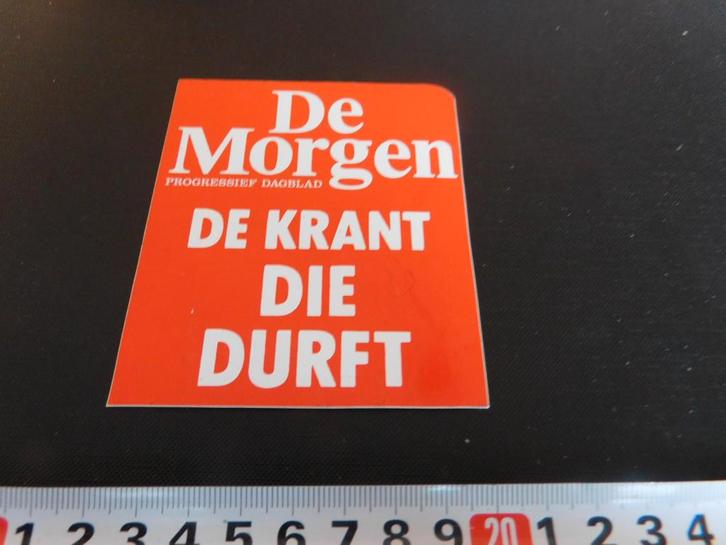 De
Morgen
PROGRESSIEF DAGBLAD
DE KRANT
DIE
DURFT
1 2 3 4 5 6 7 8 9 20 1 2 3 4